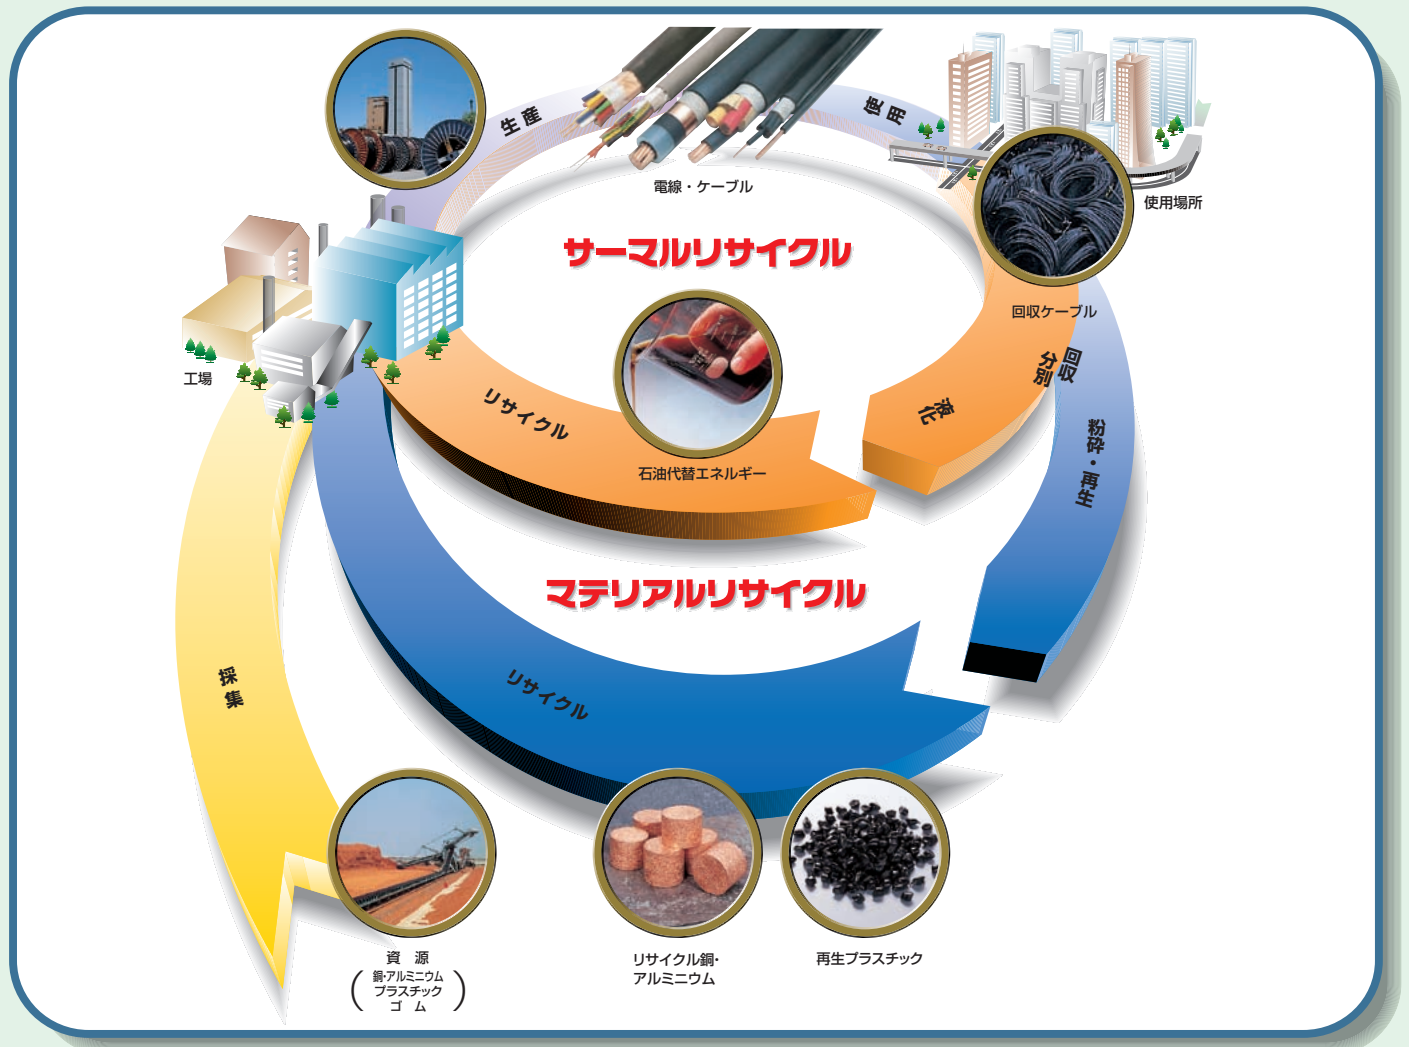 生産
使用
電線・ケーブル
使用場所
サーマルリサイクル
回収ケーブル
回収
分別
工場
リサイクル
液化
粉砕・再生
石油代替エネルギー
マテリアルリサイクル
採集
リサイクル
資 源
(銅・アルミニウム
プラスチック
ゴ ム)
リサイクル銅・
アルミニウム
再生プラスチック